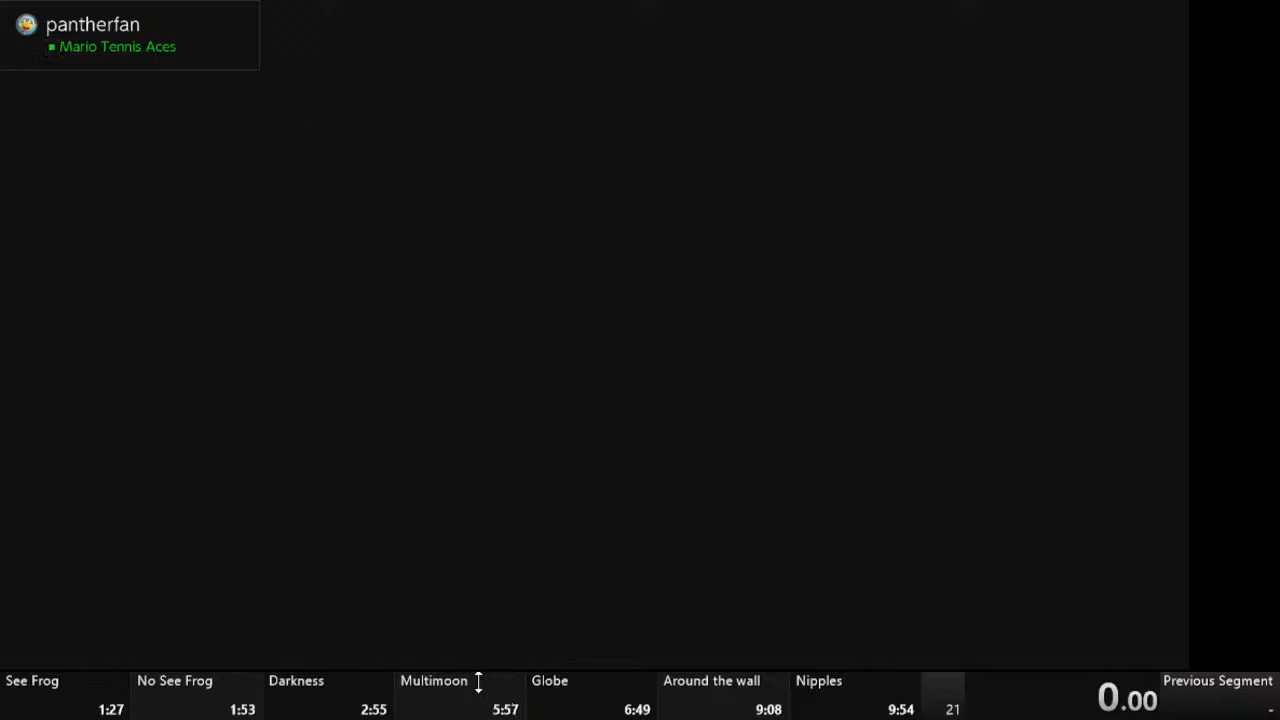 pantherfan
Mario Tennis Aces
See Frog No See Frog Darkness Multimoon Globe Around the wall Nipples Previous Segment
1:27 1:53 2:55 5:57 6:49 9:08 9:54 21 0.00 -